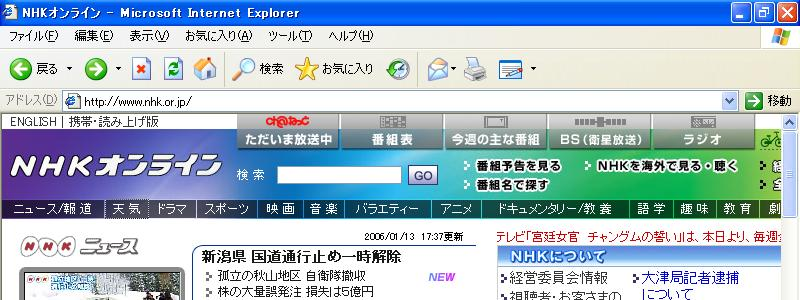 NHKオンライン - Microsoft Internet Explorer
ファイル(F) 編集(E) 表示(V) お気に入り(A) ツール(T) ヘルプ(H)
戻る 検索 お気に入り
アドレス(D) http://www.nhk.or.jp/ 移動
ENGLISH | 携帯・読み上げ版
ただいま放送中 番組表 今週の主な番組 BS(衛星放送) ラジオ
NHKオンライン
検索 GO
番組予告を見る NHKを海外で見る・聴く
番組名で探す
ニュース/報道 天気 ドラマ スポーツ 映画 音楽 バラエティー アニメ ドキュメンタリー/教養 語学 趣味 教育 劇
2006/01/13 17:37更新
テレビ「宮廷女官 チャングムの誓い」は、本日より、毎週金
NHK ニュース
新潟県 国道通行止め一時解除
孤立の秋山地区 自衛隊撤収 NEW
株の大量誤発注 損失は5億円
NHKについて
経営委員会情報
視聴者・お客さまの
大津局記者逮捕
について